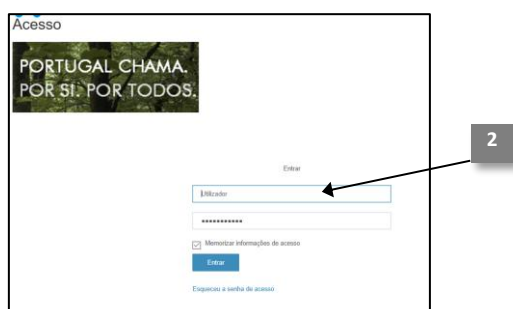 Acesso
PORTUGAL CHAMA.
POR SI. POR TODOS.
2
Entrar
Utilizador
•••••••••••
Memorizar informações de acesso
Entrar
Esqueceu a senha de acesso